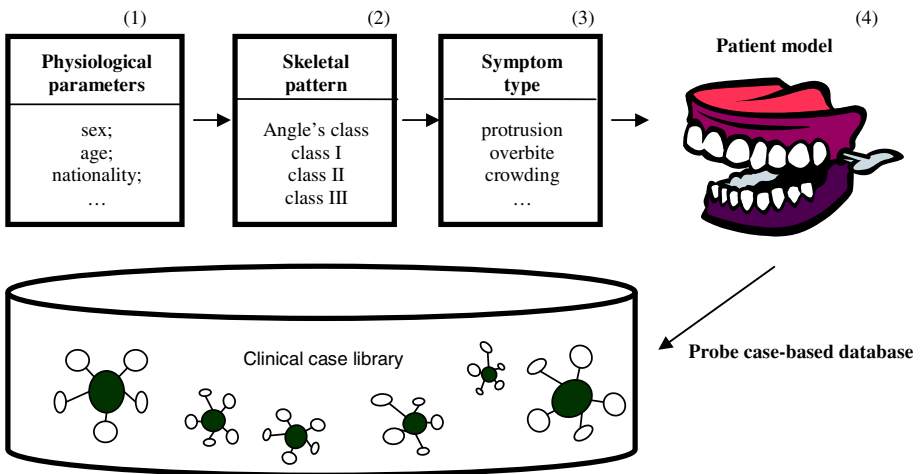 (1)
Physiological
parameters
sex;
age;
nationality;
…
(2)
Skeletal
pattern
Angle's class
class I
class II
class III
(3)
Symptom
type
protrusion
overbite
crowding
…
(4)
Patient model
Clinical case library
Probe case-based database